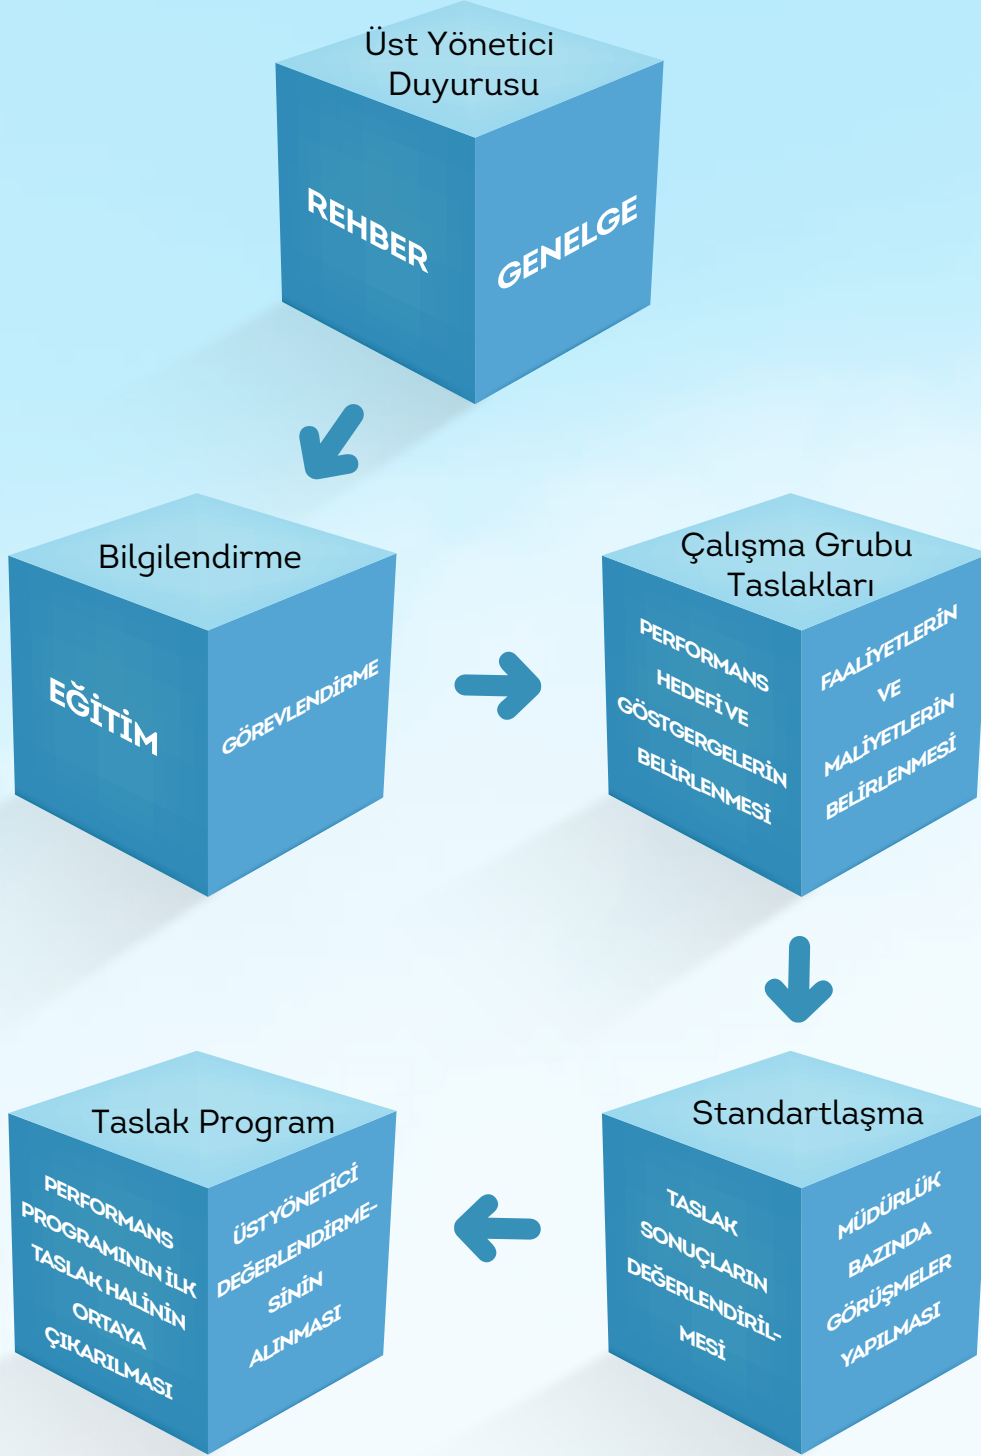 Üst Yönetici
Duyurusu
REHBER
GENELGE
Bilgilendirme
EĞİTİM
GÖREVLENDİRME
Çalışma Grubu
Taslakları
PERFORMANS
HEDEFİ VE
GÖSTGERGELERİN
BELİRLENMESİ
FAALİYETLERİN
VE
MALİYETLERİN
BELİRLENMESİ
Standartlaşma
TASLAK
SONUÇLARIN
DEĞERLENDİRİL-
MESİ
MÜDÜRLÜK
BAZINDA
GÖRÜŞMELER
YAPILMASI
Taslak Program
PERFORMANS
PROGRAMININ İLK
TASLAK HALİNİN
ORTAYA
ÇIKARILMASI
ÜST YÖNETİCİ
DEĞERLENDİRME-
SİNİN
ALINMASI